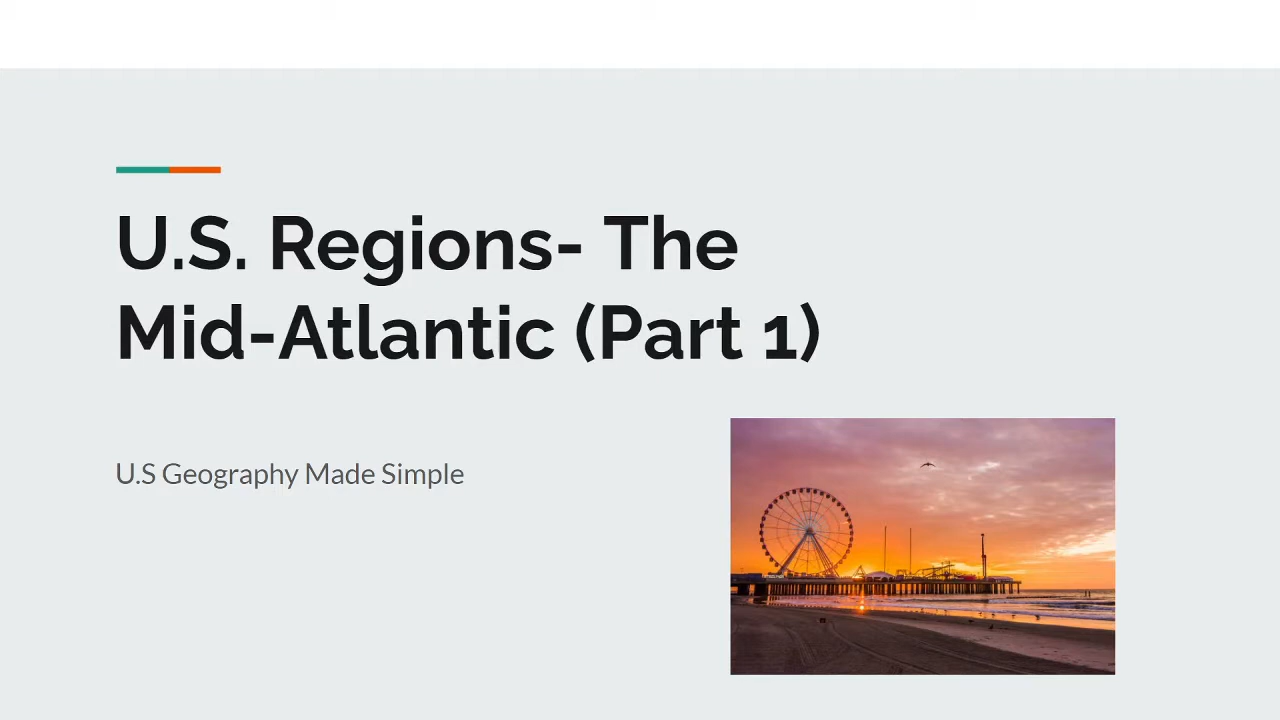 U.S. Regions- The
Mid-Atlantic (Part 1)
U.S Geography Made Simple